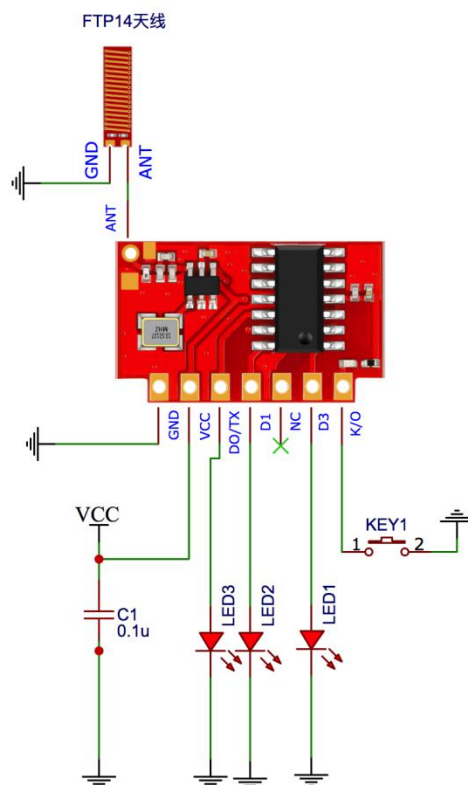 FTP14天线
GND
ANT
ANT
GND
VCC
DO/TX
D1
NC
D3
K/O
VCC
C1
0.1u
LED3
LED2
LED1
KEY1
1
2